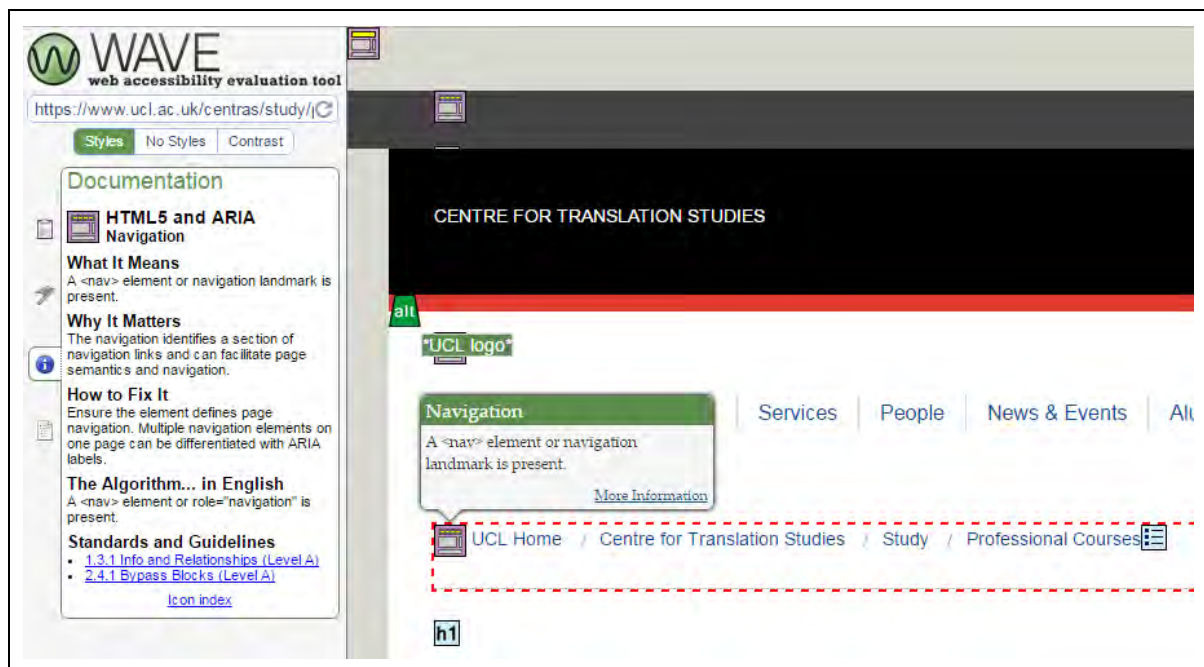 WAVE
web accessibility evaluation tool
https://www.ucl.ac.uk/centras/study/
Styles No Styles Contrast
Documentation
HTML5 and ARIA
Navigation
What It Means
A <nav> element or navigation landmark is
present.
Why It Matters
The navigation identifies a section of
navigation links and can facilitate page
semantics and navigation.
How to Fix It
Ensure the element defines page
navigation. Multiple navigation elements on
one page can be differentiated with ARIA
labels.
The Algorithm... in English
A <nav> element or role="navigation" is
present.
Standards and Guidelines
• 1.3.1 Info and Relationships (Level A)
• 2.4.1 Bypass Blocks (Level A)
Icon index
CENTRE FOR TRANSLATION STUDIES
alt
*UCL logo*
Services People News & Events Alu
Navigation
A <nav> element or navigation
landmark is present.
More Information
UCL Home / Centre for Translation Studies / Study / Professional Courses
h1